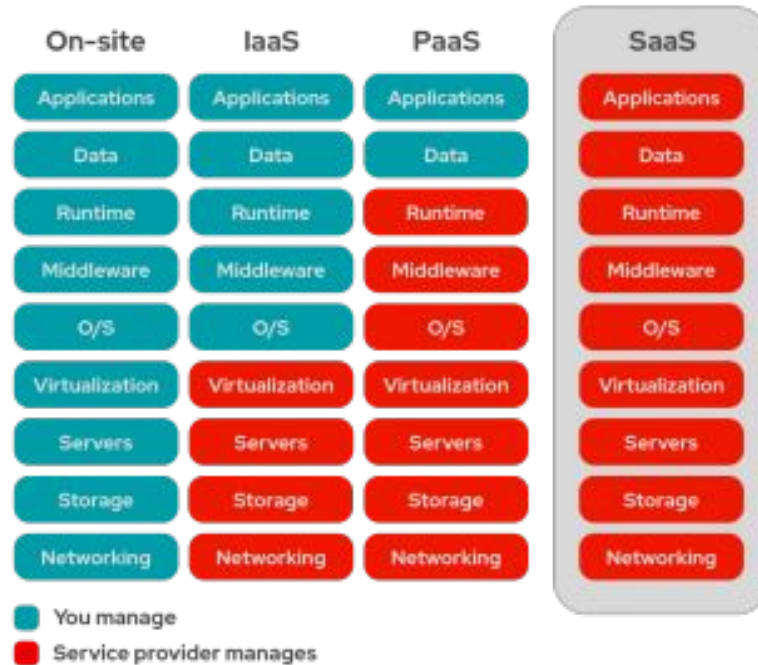 On-site IaaS PaaS SaaS
Applications Applications Applications Applications
Data Data Data Data
Runtime Runtime Runtime Runtime
Middleware Middleware Middleware Middleware
O/S O/S O/S O/S
Virtualization Virtualization Virtualization Virtualization
Servers Servers Servers Servers
Storage Storage Storage Storage
Networking Networking Networking Networking
You manage
Service provider manages